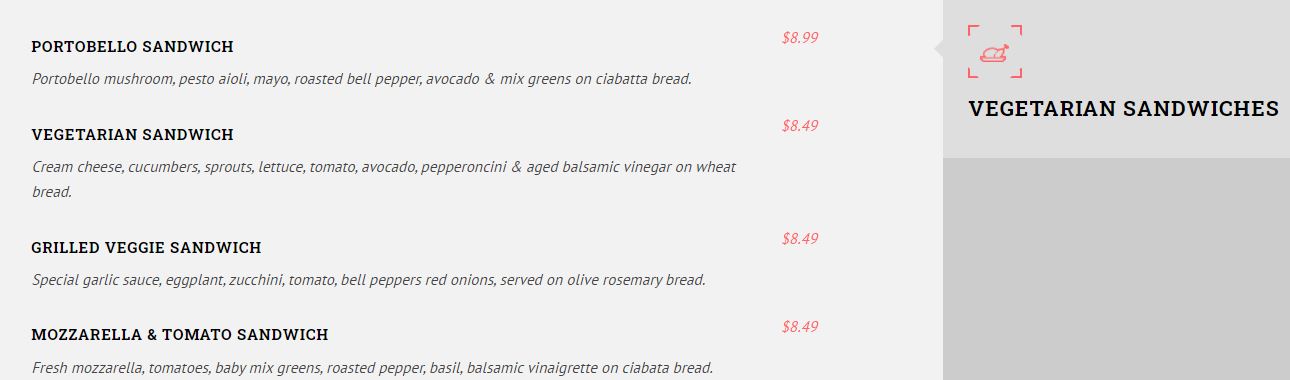 PORTOBELLO SANDWICH
$8.99
Portobello mushroom, pesto aioli, mayo, roasted bell pepper, avocado & mix greens on ciabatta bread.
VEGETARIAN SANDWICH
$8.49
Cream cheese, cucumbers, sprouts, lettuce, tomato, avocado, pepperoncini & aged balsamic vinegar on wheat
bread.
GRILLED VEGGIE SANDWICH
$8.49
Special garlic sauce, eggplant, zucchini, tomato, bell peppers red onions, served on olive rosemary bread.
MOZZARELLA & TOMATO SANDWICH
$8.49
Fresh mozzarella, tomatoes, baby mix greens, roasted pepper, basil, balsamic vinaigrette on ciabata bread.
VEGETARIAN SANDWICHES